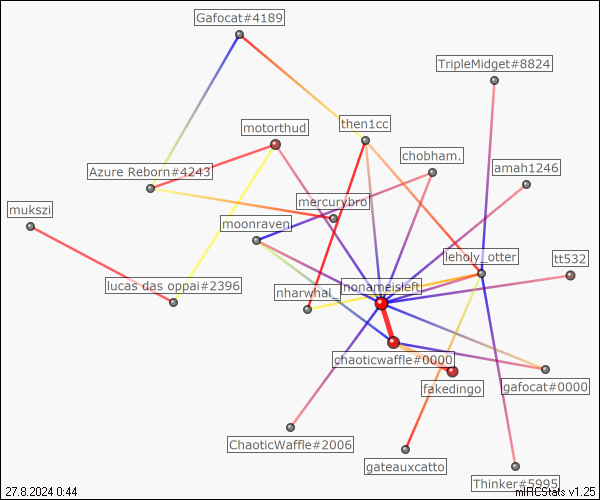 Gafocat#4189
TripleMidget#8824
motorthud
then1cc
chobham.
Azure Reborn#4243
amah1246
mercurybro
mukszi
moonraven
leholy_otter
tt532
lucas das oppai#2396
nharwhal_
nonameisleft
chaoticwaffle#0000
fakedingo
gafocat#0000
ChaoticWaffle#2006
gateauxcatto
Thinker#5995
27.8.2024 0:44
mIRCStats v1.25